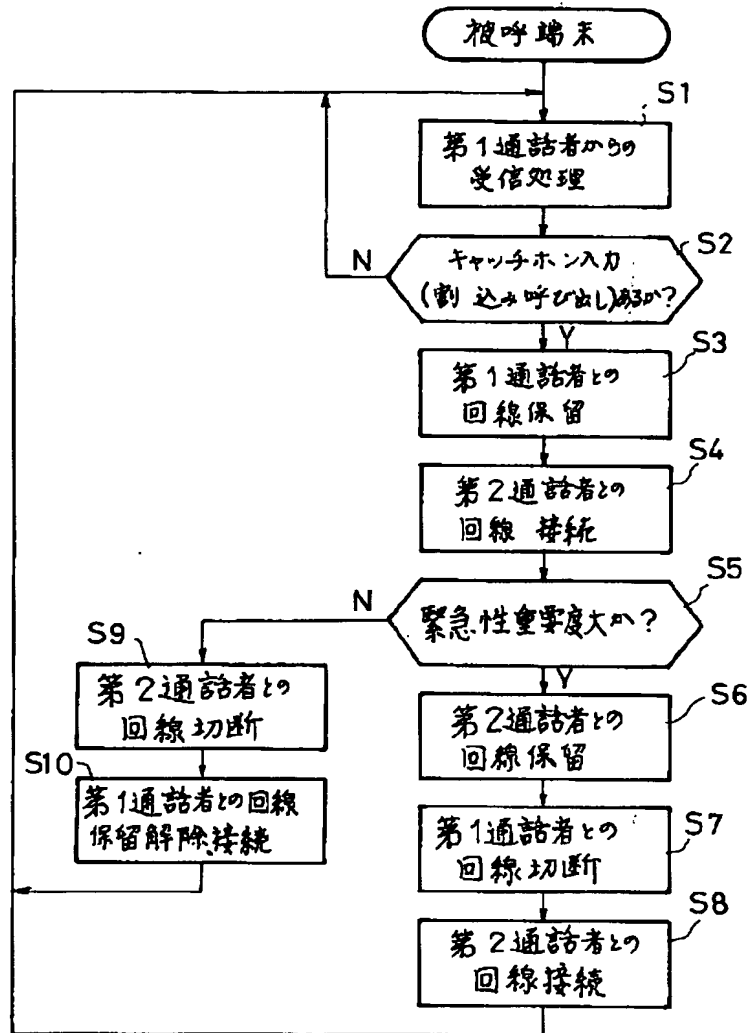 被呼端末
S1
第1通話者からの
受信処理
S2
キャッチホン入力
(割込み呼び出し)あるか?
N
Y
S3
第1通話者との
回線保留
S4
第2通話者との
回線接続
S5
緊急性重要度大か?
N
Y
S6
第2通話者との
回線保留
S7
第1通話者との
回線切断
S8
第2通話者との
回線接続
S9
第2通話者との
回線切断
S10
第1通話者との回線
保留解除、接続